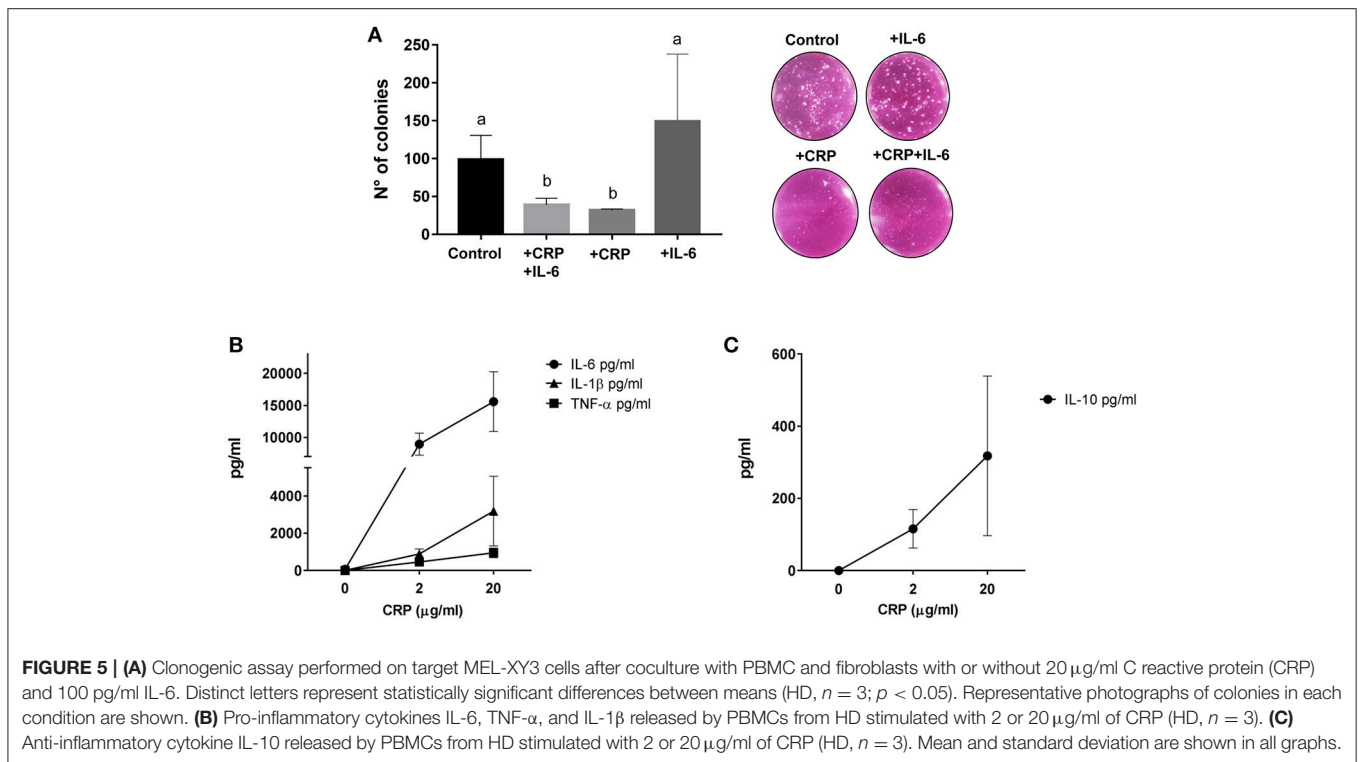 A
250
200
150
100
50
0
N° of colonies
a
b
b
a
Control
+CRP
+IL-6
+CRP
+IL-6
Control
+IL-6
+CRP
+CRP+IL-6
B
20000
15000
10000
4000
2000
0
pg/ml
0
2
20
CRP (μg/ml)
IL-6 pg/ml
IL-1β pg/ml
TNF-α pg/ml
C
600
400
200
0
pg/ml
0
2
20
CRP (μg/ml)
IL-10 pg/ml
FIGURE 5 | (A) Clonogenic assay performed on target MEL-XY3 cells after coculture with PBMC and fibroblasts with or without 20 μg/ml C reactive protein (CRP)
and 100 pg/ml IL-6. Distinct letters represent statistically significant differences between means (HD, n = 3; p < 0.05). Representative photographs of colonies in each
condition are shown. (B) Pro-inflammatory cytokines IL-6, TNF-α, and IL-1β released by PBMCs from HD stimulated with 2 or 20 μg/ml of CRP (HD, n = 3). (C)
Anti-inflammatory cytokine IL-10 released by PBMCs from HD stimulated with 2 or 20 μg/ml of CRP (HD, n = 3). Mean and standard deviation are shown in all graphs.